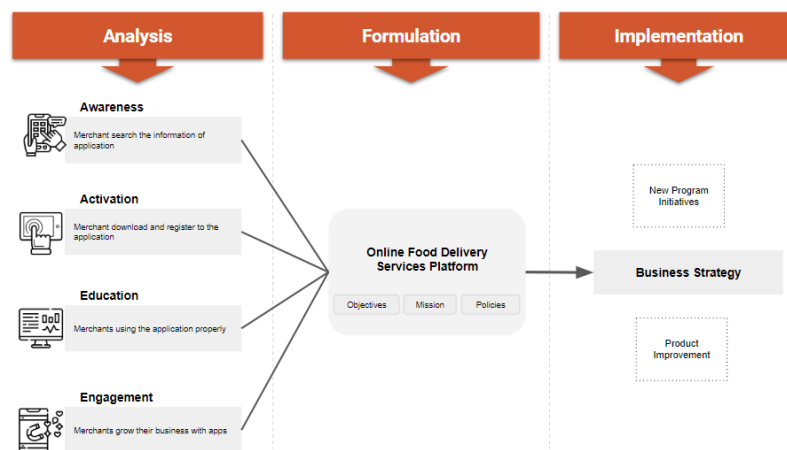 Analysis
Formulation
Implementation
Awareness
Merchant search the information of
application
Activation
Merchant download and register to the
application
Education
Merchants using the application properly
Engagement
Merchants grow their business with apps
Online Food Delivery
Services Platform
Objectives
Mission
Policies
New Program
Initiatives
Business Strategy
Product
Improvement